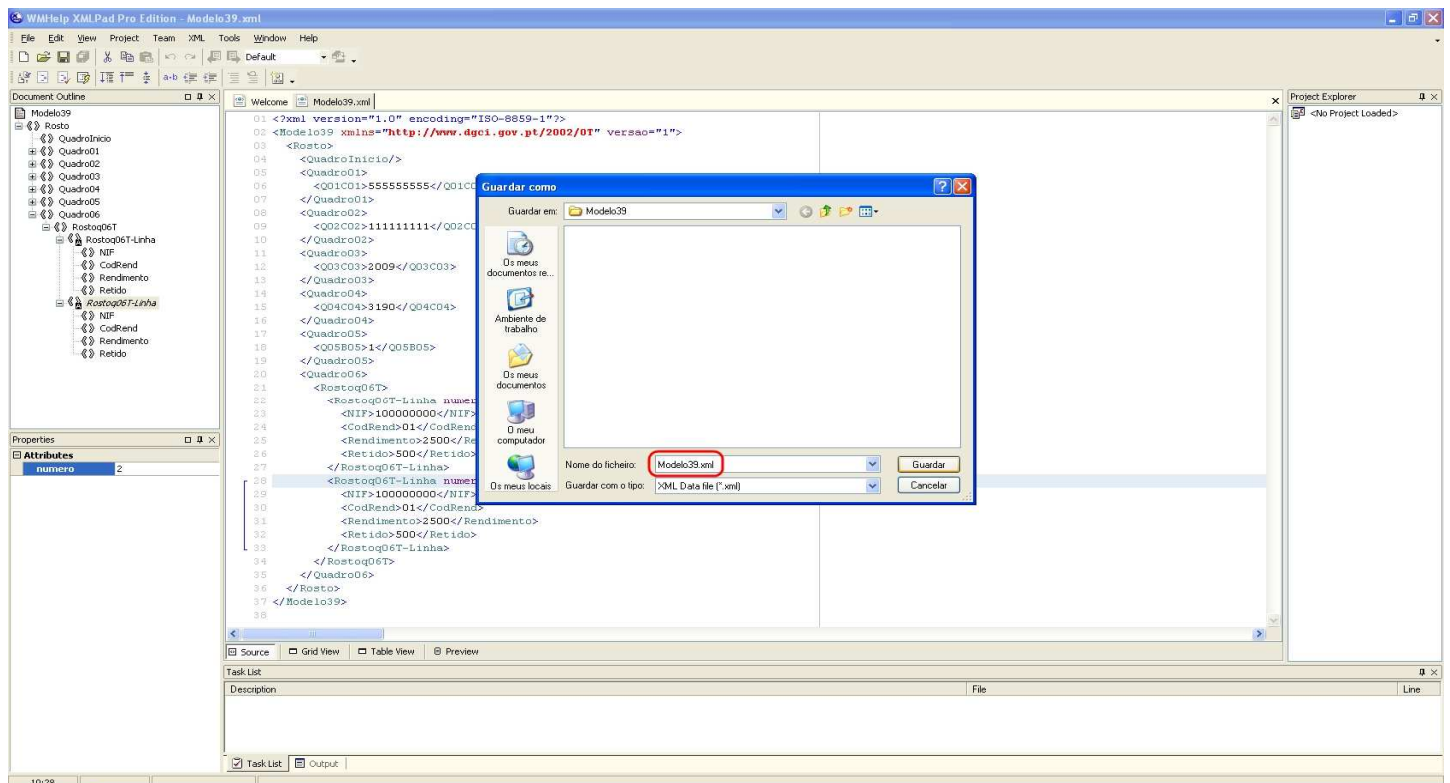 WMHelp XMLPad Pro Edition - Modelo39.xml
File Edit View Project Team XML Tools Window Help
Default
a-b
Document Outline
Modelo39
Rosto
QuadroInicio
Quadro01
Quadro02
Quadro03
Quadro04
Quadro05
Quadro06
Rostoq06T
Rostoq06T-Linha
NIF
CodRend
Rendimento
Retido
Rostoq06T-Linha
NIF
CodRend
Rendimento
Retido
Properties
Attributes
numero 2
Welcome Modelo39.xml
01 <?xml version="1.0" encoding="ISO-8859-1"?>
02 <Modelo39 xmlns="http://www.dgci.gov.pt/2002/OT" versao="1">
03 <Rosto>
04 <QuadroInicio/>
05 <Quadro01>
06 <Q01C01>555555555</Q01C0
07 </Quadro01>
08 <Quadro02>
09 <Q02C02>111111111</Q02C0
10 </Quadro02>
11 <Quadro03>
12 <Q03C03>2009</Q03C03>
13 </Quadro03>
14 <Quadro04>
15 <Q04C04>3190</Q04C04>
16 </Quadro04>
17 <Quadro05>
18 <Q05B05>1</Q05B05>
19 </Quadro05>
20 <Quadro06>
21 <Rostoq06T>
22 <Rostoq06T-Linha numer
23 <NIF>100000000</NIF>
24 <CodRend>01</CodRend
25 <Rendimento>2500</Re
26 <Retido>500</Retido>
27 </Rostoq06T-Linha>
28 <Rostoq06T-Linha numer
29 <NIF>100000000</NIF>
30 <CodRend>01</CodRend>
31 <Rendimento>2500</Rendimento>
32 <Retido>500</Retido>
33 </Rostoq06T-Linha>
34 </Rostoq06T>
35 </Quadro06>
36 </Rosto>
37 </Modelo39>
38
Guardar como
Guardar em: Modelo39
Os meus
documentos re...
Ambiente de
trabalho
Os meus
documentos
O meu
computador
Os meus locais
Nome do ficheiro: Modelo39.xml Guardar
Guardar com o tipo: XML Data file (*.xml) Cancelar
Project Explorer
<No Project Loaded>
Source Grid View Table View Preview
Task List
Description File Line
Task List Output